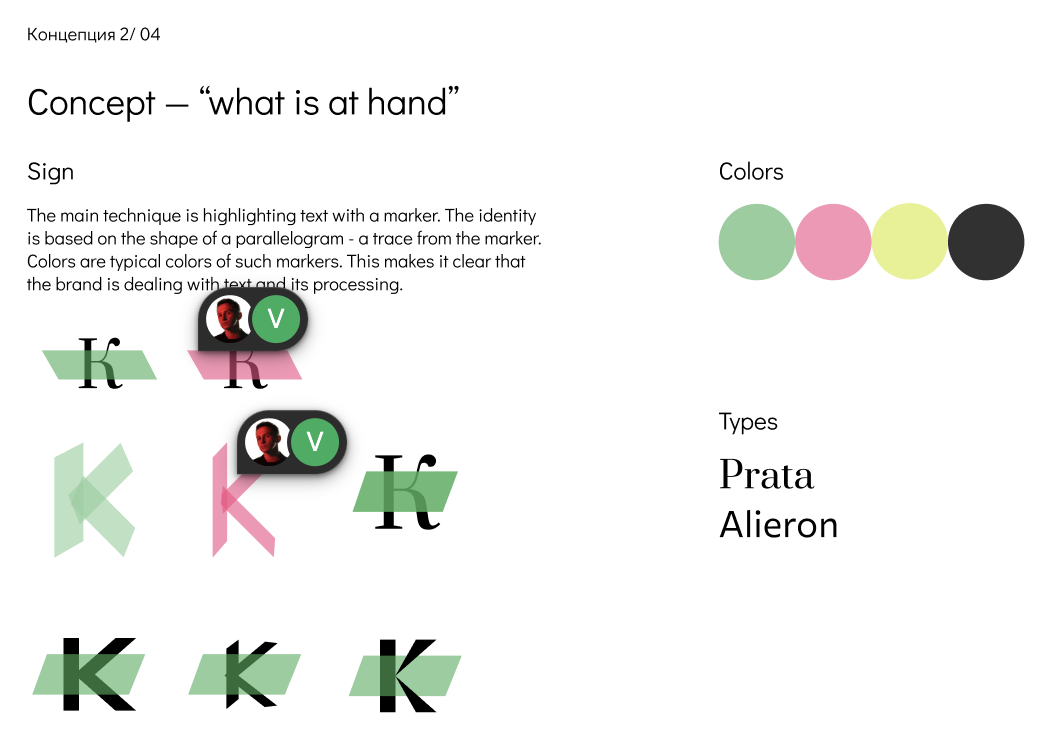 Концепция 2/ 04
Concept — “what is at hand”
Sign
The main technique is highlighting text with a marker. The identity
is based on the shape of a parallelogram - a trace from the marker.
Colors are typical colors of such markers. This makes it clear that
the brand is dealing with text and its processing.
V
К К
V
K K К
K K K
Colors
Types
Prata
Alieron